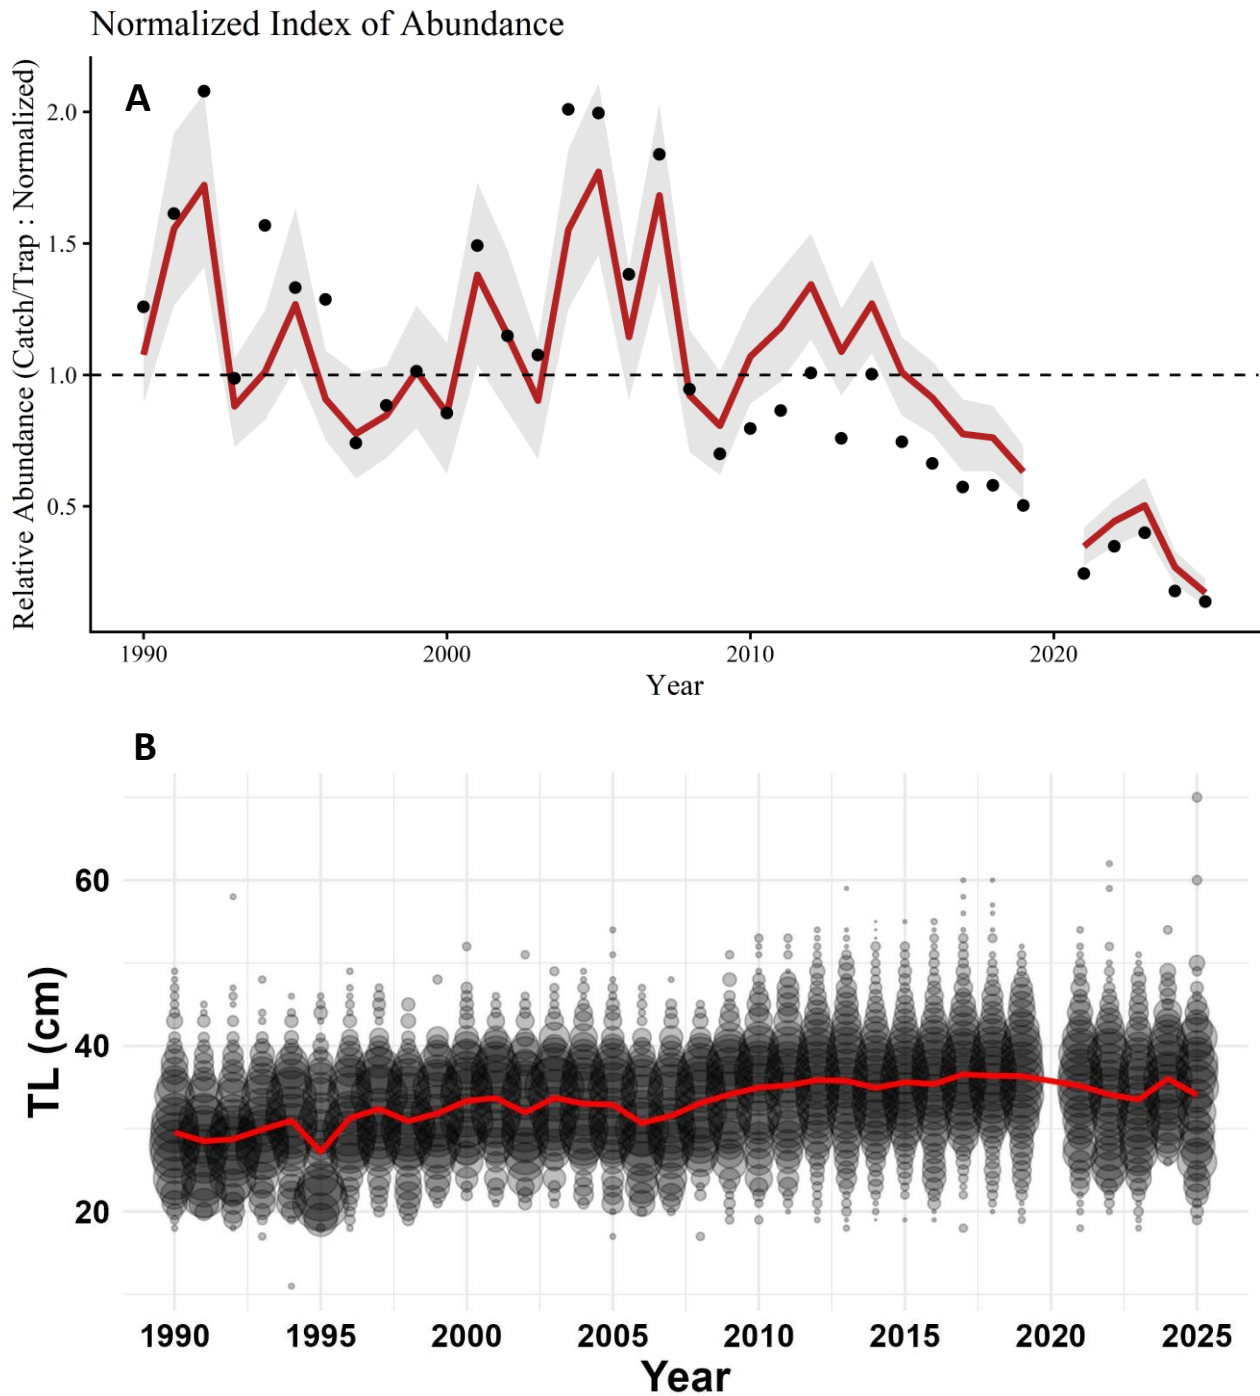 Normalized Index of Abundance
A
Relative Abundance (Catch/Trap : Normalized)
2.0
1.5
1.0
0.5
1990 2000 2010 2020
Year
B
TL (cm)
60
40
20
1990 1995 2000 2005 2010 2015 2020 2025
Year